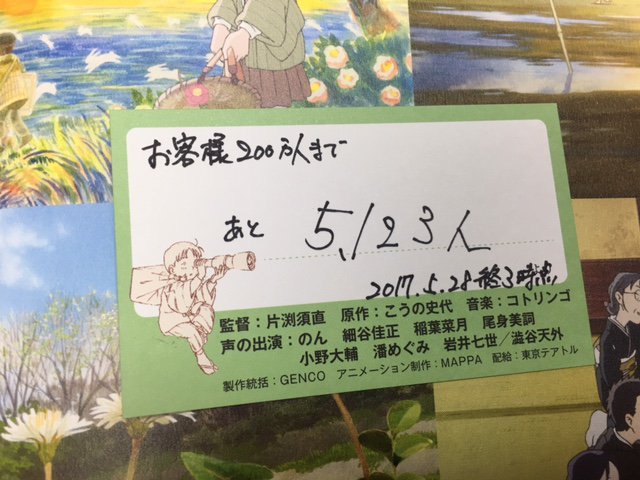 お客様200万人まで
あと 5,123人
2017.5.28 終了時点
監督：片渕須直 原作：こうの史代 音楽：コトリンゴ
声の出演：のん 細谷佳正 稲葉菜月 尾身美詞
小野大輔 潘めぐみ 岩井七世／澁谷天外
製作統括：GENCO アニメーション制作：MAPPA 配給：東京テアトル